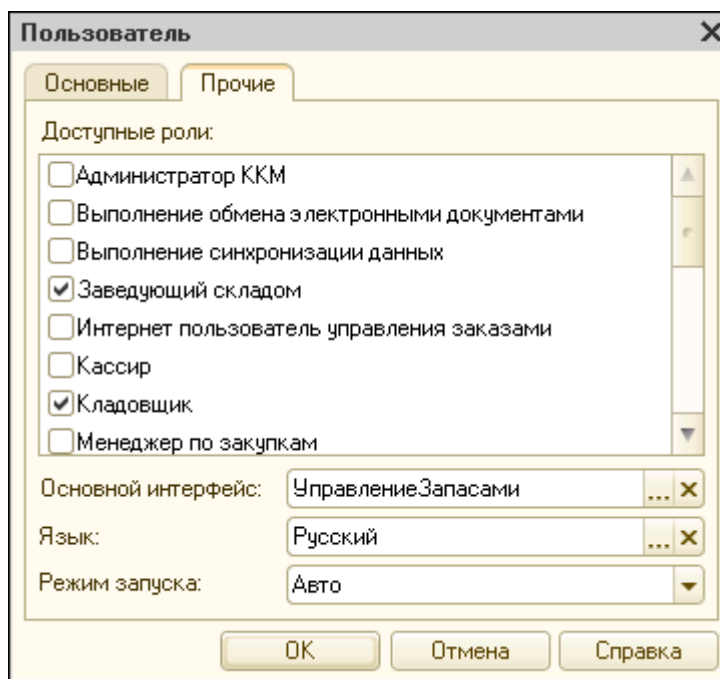 Пользователь
Основные Прочие
Доступные роли:
Администратор ККМ
Выполнение обмена электронными документами
Выполнение синхронизации данных
Заведующий складом
Интернет пользователь управления заказами
Кассир
Кладовщик
Менеджер по закупкам
Основной интерфейс: УправлениеЗапасами ...
Язык: Русский ...
Режим запуска: Авто
OK Отмена Справка